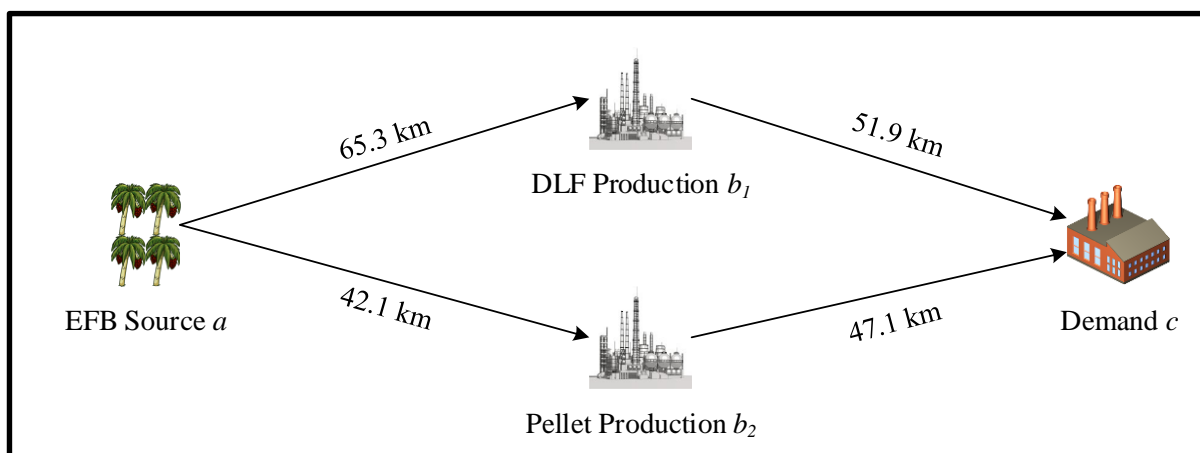 65.3 km
51.9 km
DLF Production b1
EFB Source a
42.1 km
47.1 km
Demand c
Pellet Production b2